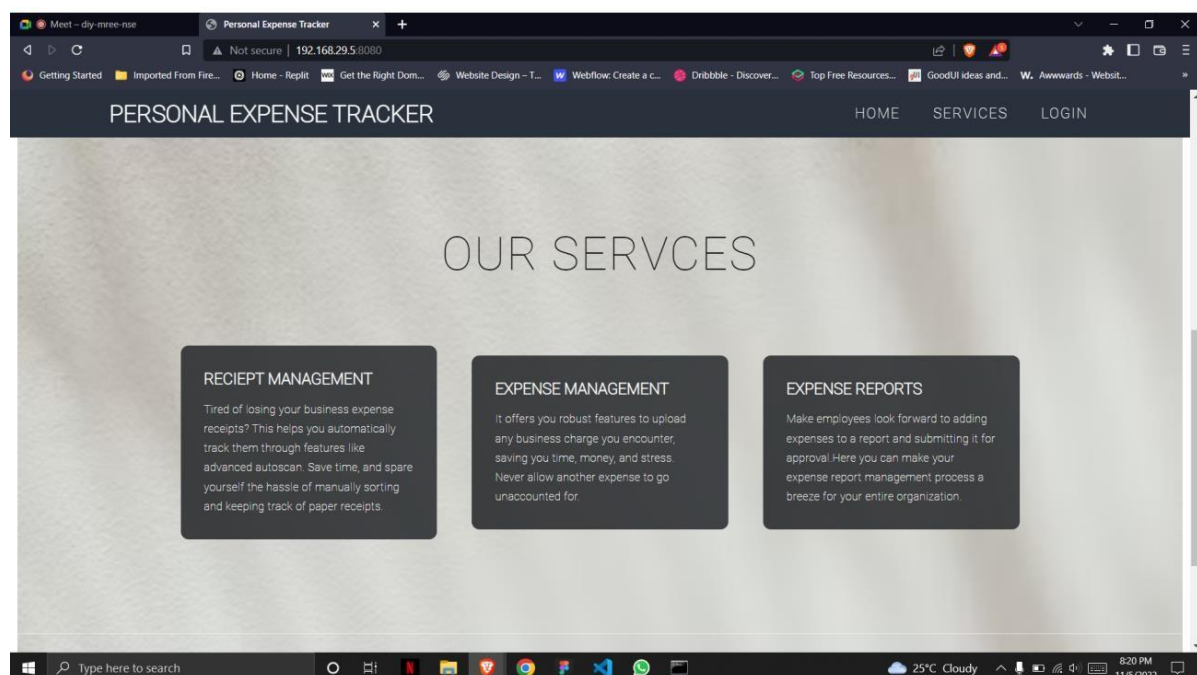 Meet – diy-mree-nse
Personal Expense Tracker
Not secure | 192.168.29.5:8080
Getting Started Imported From Fire... Home - Replit Get the Right Dom... Website Design – T... Webflow: Create a c... Dribbble - Discover... Top Free Resources... GoodUI ideas and... W. Awwwards - Websit... »
PERSONAL EXPENSE TRACKER HOME SERVICES LOGIN
OUR SERVCES
RECIEPT MANAGEMENT
Tired of losing your business expense
receipts? This helps you automatically
track them through features like
advanced autoscan. Save time, and spare
yourself the hassle of manually sorting
and keeping track of paper receipts.
EXPENSE MANAGEMENT
It offers you robust features to upload
any business charge you encounter,
saving you time, money, and stress.
Never allow another expense to go
unaccounted for.
EXPENSE REPORTS
Make employees look forward to adding
expenses to a report and submitting it for
approval.Here you can make your
expense report management process a
breeze for your entire organization.
Type here to search
25°C Cloudy
8:20 PM
11/5/2022